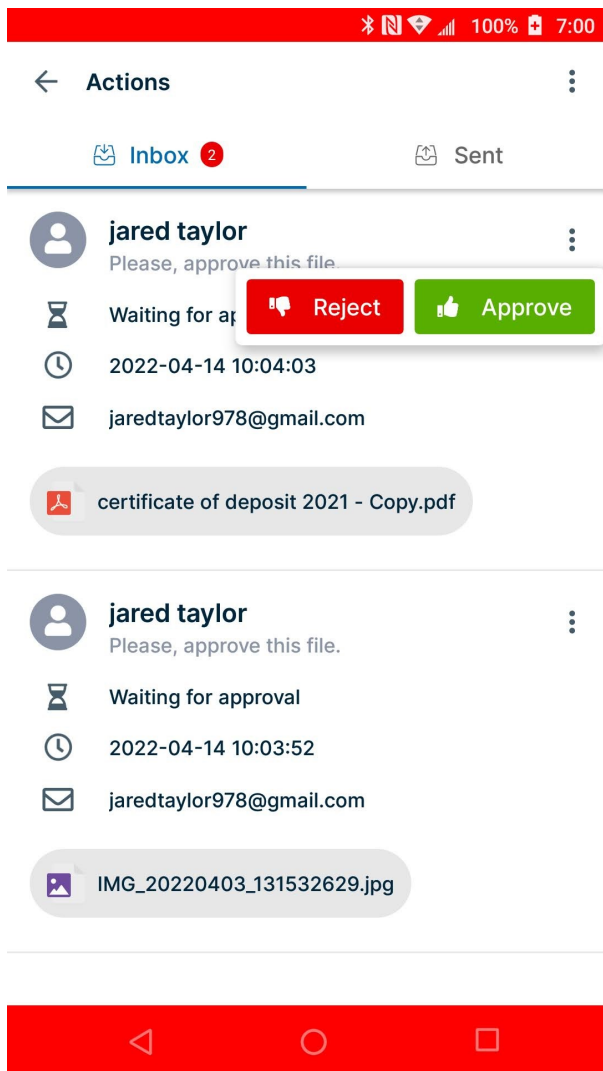 100% 7:00
Actions
Inbox 2 Sent
jared taylor
Please, approve this file.
Reject Approve
Waiting for ap
2022-04-14 10:04:03
jaredtaylor978@gmail.com
certificate of deposit 2021 - Copy.pdf
jared taylor
Please, approve this file.
Waiting for approval
2022-04-14 10:03:52
jaredtaylor978@gmail.com
IMG_20220403_131532629.jpg